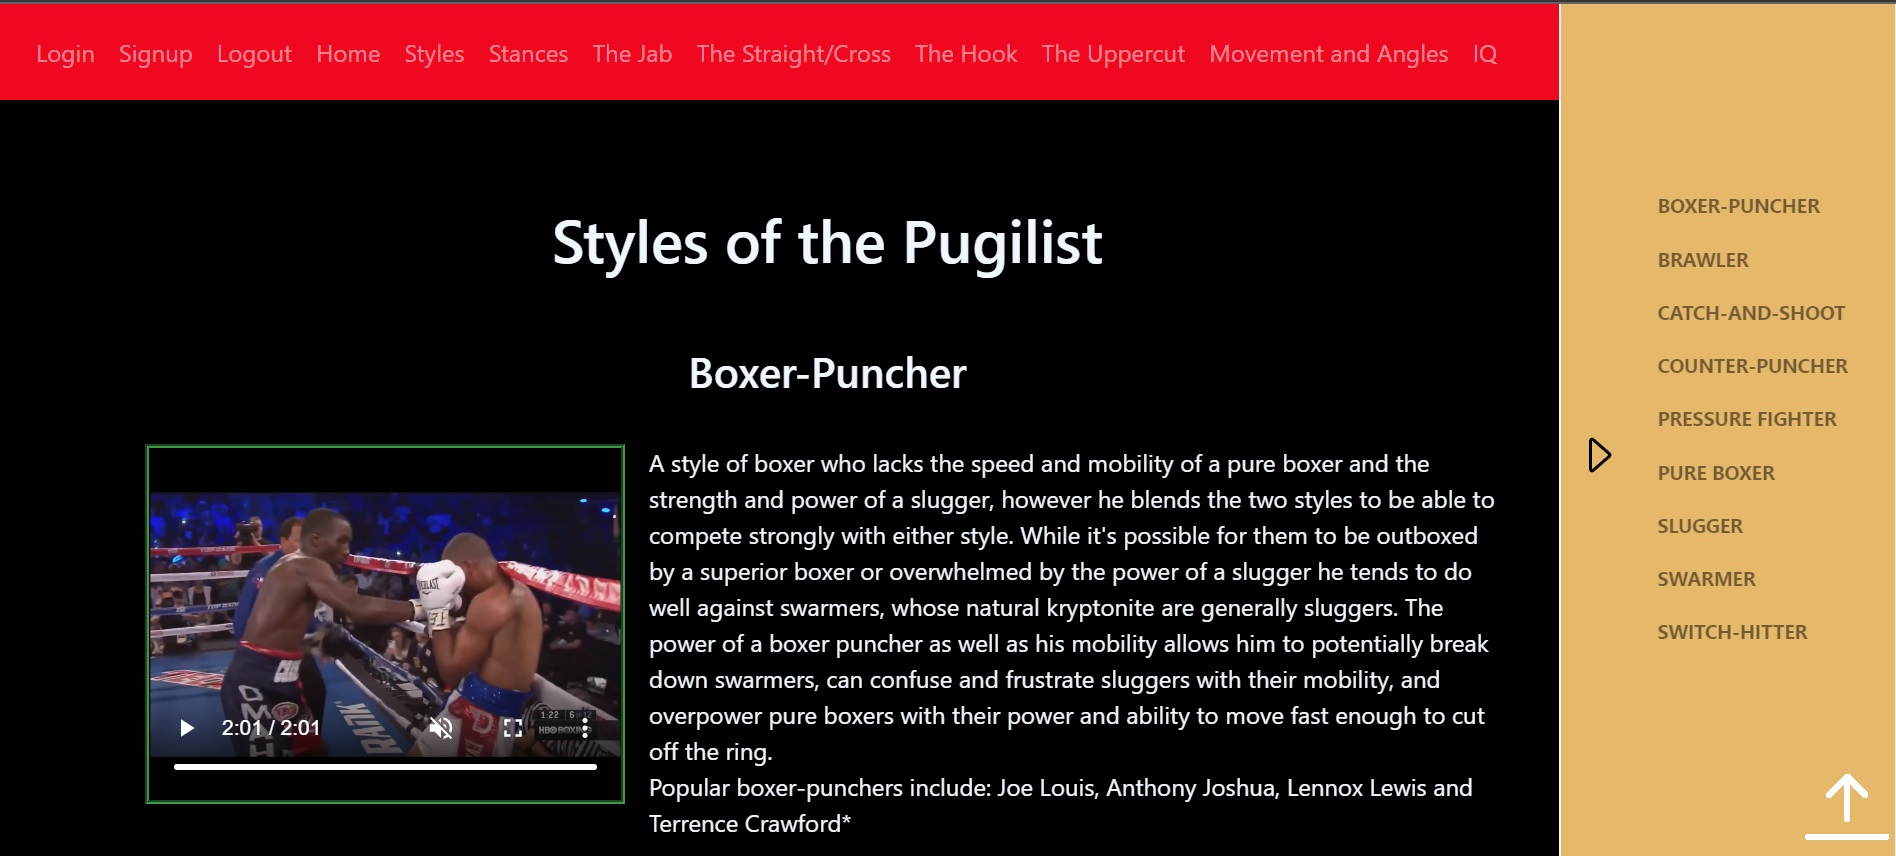 Login Signup Logout Home Styles Stances The Jab The Straight/Cross The Hook The Uppercut Movement and Angles IQ
Styles of the Pugilist
Boxer-Puncher
A style of boxer who lacks the speed and mobility of a pure boxer and the
strength and power of a slugger, however he blends the two styles to be able to
compete strongly with either style. While it's possible for them to be outboxed
by a superior boxer or overwhelmed by the power of a slugger he tends to do
well against swarmers, whose natural kryptonite are generally sluggers. The
power of a boxer puncher as well as his mobility allows him to potentially break
down swarmers, can confuse and frustrate sluggers with their mobility, and
overpower pure boxers with their power and ability to move fast enough to cut
off the ring.
Popular boxer-punchers include: Joe Louis, Anthony Joshua, Lennox Lewis and
Terrence Crawford*
EVERLAST
OMAH
1:22
HBO BOXING
2:01 / 2:01
BOXER-PUNCHER
BRAWLER
CATCH-AND-SHOOT
COUNTER-PUNCHER
PRESSURE FIGHTER
PURE BOXER
SLUGGER
SWARMER
SWITCH-HITTER